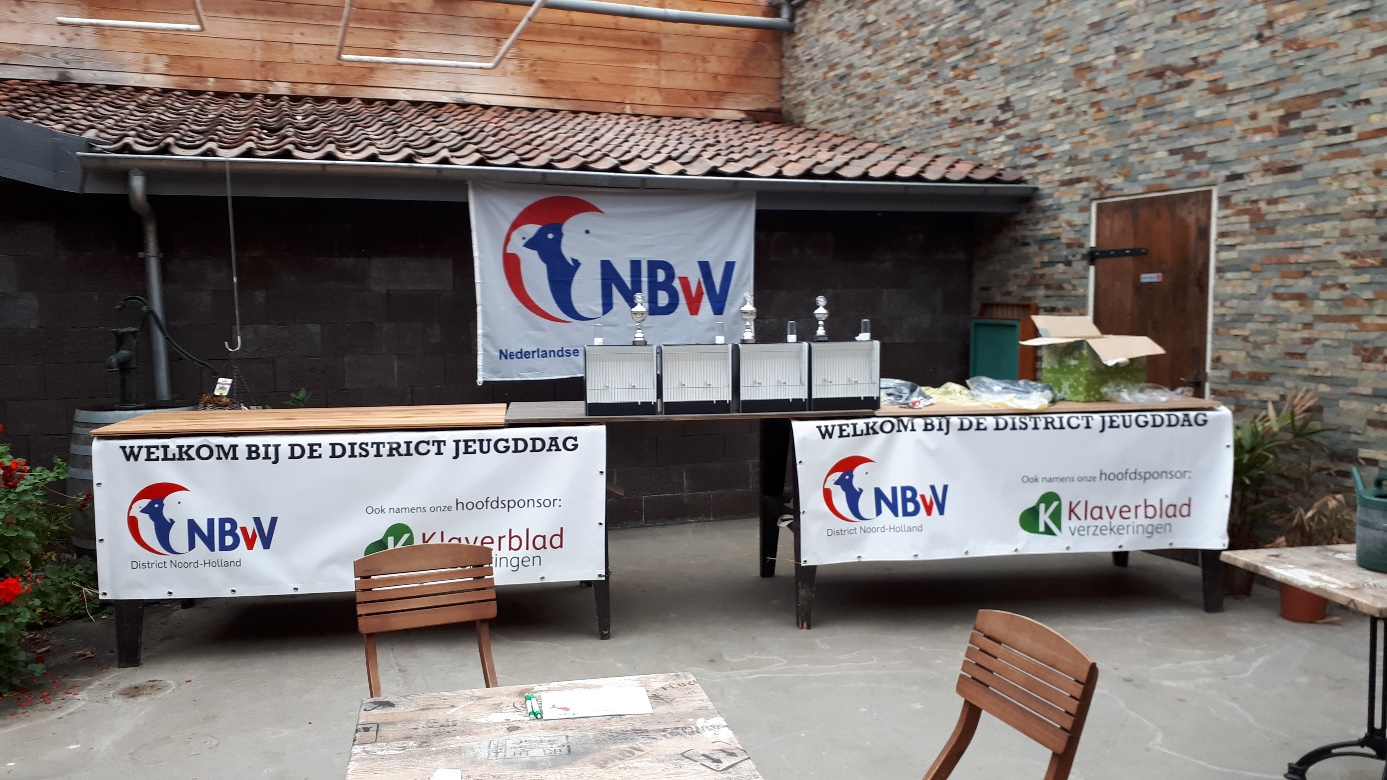 NBvV
Nederlandse
WELKOM BIJ DE DISTRICT JEUGDDAG
NBvV
District Noord-Holland
Ook namens onze hoofdsponsor:
K Klaverblad
ringen
WELKOM BIJ DE DISTRICT JEUGDDAG
NBvV
District Noord-Holland
Ook namens onze hoofdsponsor:
K Klaverblad
verzekeringen